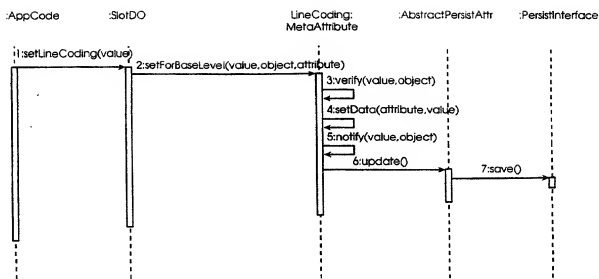 :AppCode :SlotDO LineCoding: :AbstractPersistAttr :PersistInterface
MetaAttribute
1:setLineCoding(value)
2:setForBaseLevel(value,object,attribute)
3:verify(value,object)
4:setData(attribute,value)
5:notify(value,object)
6:update()
7:save()